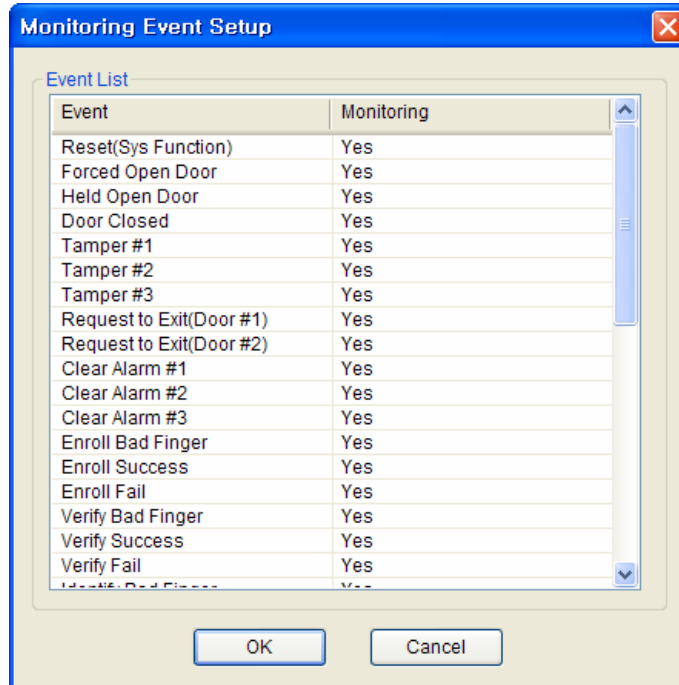 Monitoring Event Setup
Event List
Event Monitoring
Reset(Sys Function) Yes
Forced Open Door Yes
Held Open Door Yes
Door Closed Yes
Tamper #1 Yes
Tamper #2 Yes
Tamper #3 Yes
Request to Exit(Door #1) Yes
Request to Exit(Door #2) Yes
Clear Alarm #1 Yes
Clear Alarm #2 Yes
Clear Alarm #3 Yes
Enroll Bad Finger Yes
Enroll Success Yes
Enroll Fail Yes
Verify Bad Finger Yes
Verify Success Yes
Verify Fail Yes
Identify Bad Finger Yes
OK Cancel